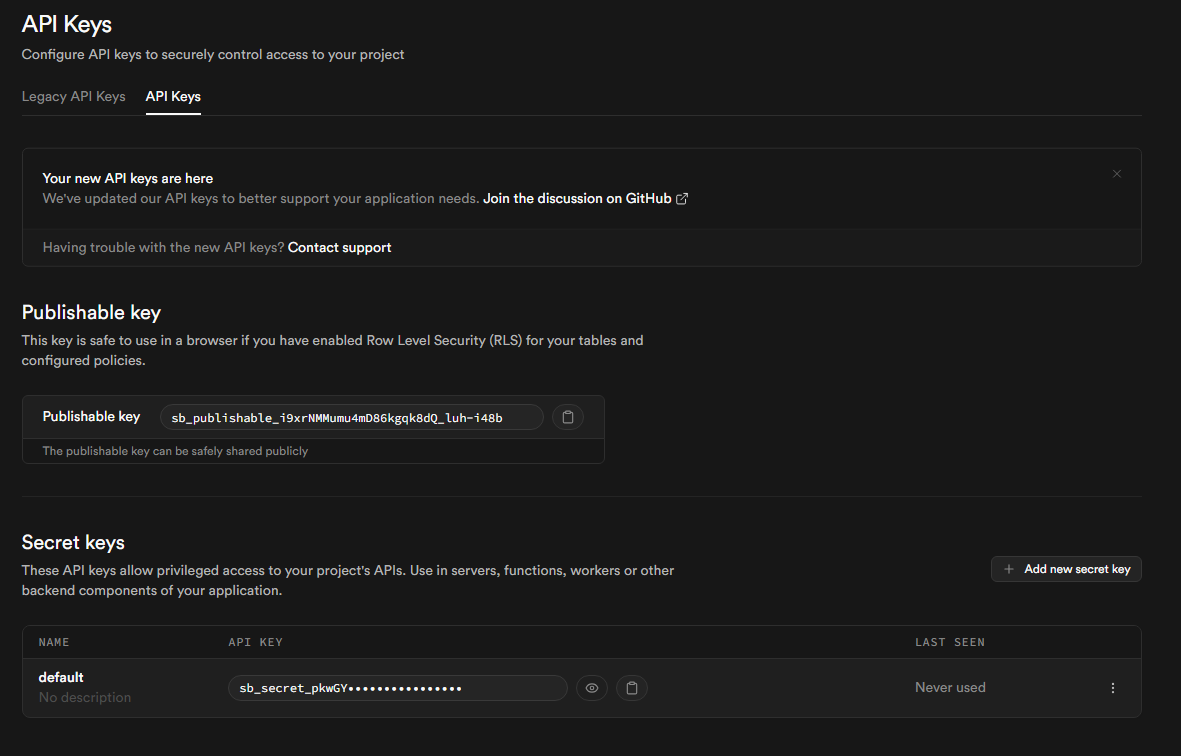 API Keys
Configure API keys to securely control access to your project
Legacy API Keys API Keys
Your new API keys are here
We've updated our API keys to better support your application needs. Join the discussion on GitHub
Having trouble with the new API keys? Contact support
Publishable key
This key is safe to use in a browser if you have enabled Row Level Security (RLS) for your tables and
configured policies.
Publishable key sb_publishable_i9xrNMMumu4mD86kgqk8dQ_luh-i48b
The publishable key can be safely shared publicly
Secret keys
These API keys allow privileged access to your project's APIs. Use in servers, functions, workers or other
backend components of your application.
Add new secret key
NAME API KEY LAST SEEN
default sb_secret_pkwGY•••••••••••••••• Never used
No description